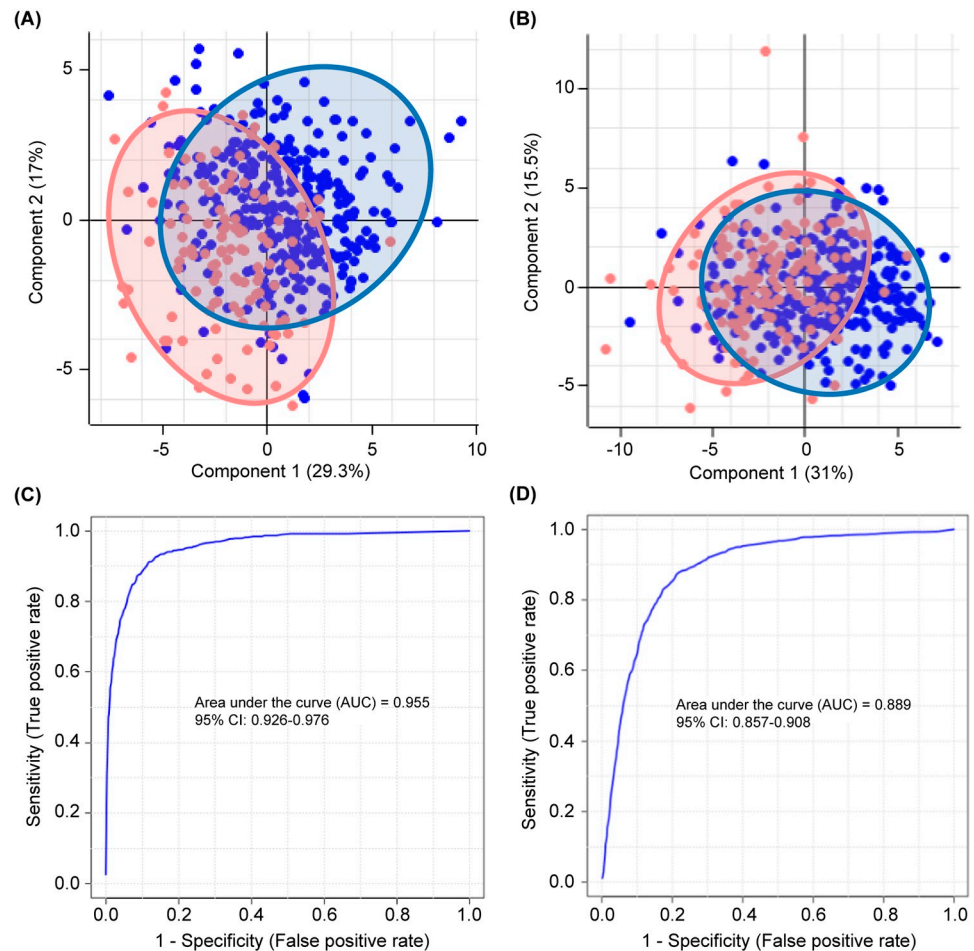 (A)
5
0
-5
-5
0
5
10
Component 2 (17%)
Component 1 (29.3%)
(B)
10
5
0
-5
-10
-5
0
5
Component 2 (15.5%)
Component 1 (31%)
(C)
1.0
0.8
0.6
0.4
0.2
0.0
0.0
0.2
0.4
0.6
0.8
1.0
Sensitivity (True positive rate)
Area under the curve (AUC) = 0.955
95% CI: 0.926-0.976
1 - Specificity (False positive rate)
(D)
1.0
0.8
0.6
0.4
0.2
0.0
0.0
0.2
0.4
0.6
0.8
1.0
Sensitivity (True positive rate)
Area under the curve (AUC) = 0.889
95% CI: 0.857-0.908
1 - Specificity (False positive rate)